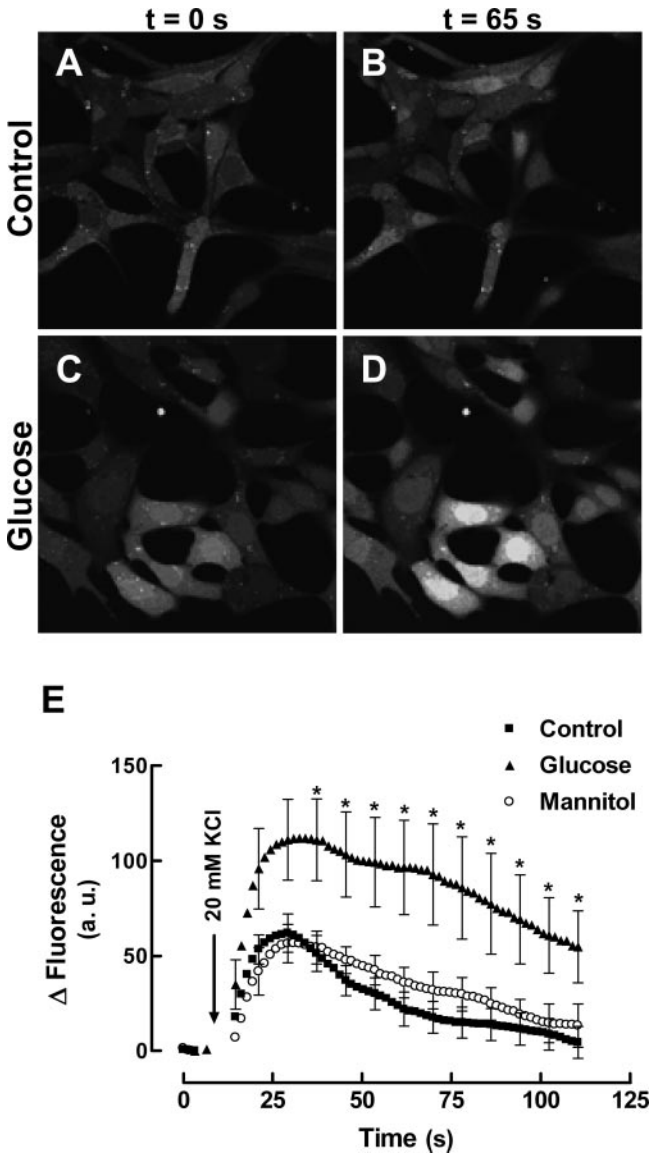 t = 0 s
t = 65 s
A
B
Control
C
D
Glucose
E
Control
Glucose
Mannitol
150
100
50
0
Δ Fluorescence
(a. u.)
20 mM KCl
* * * * * * * * * *
0
25
50
75
100
125
Time (s)